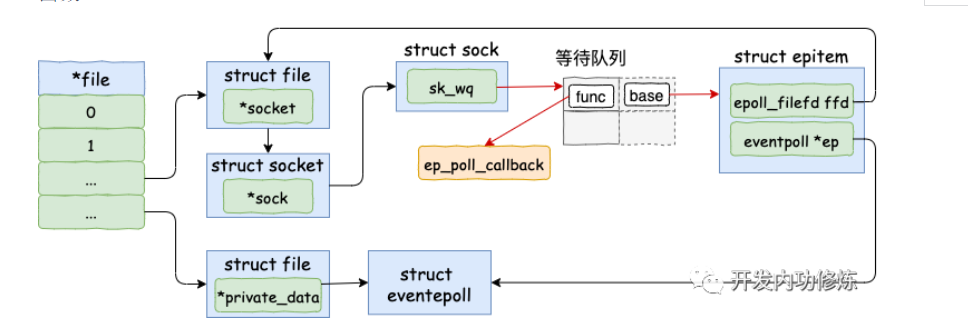 *file
0
1
...
...
struct file
*socket
struct socket
*sock
struct file
*private_data
struct
eventepoll
struct sock
sk_wq
等待队列
func
base
ep_poll_callback
struct epitem
epoll_filefd ffd
eventpoll *ep
开发内功修炼